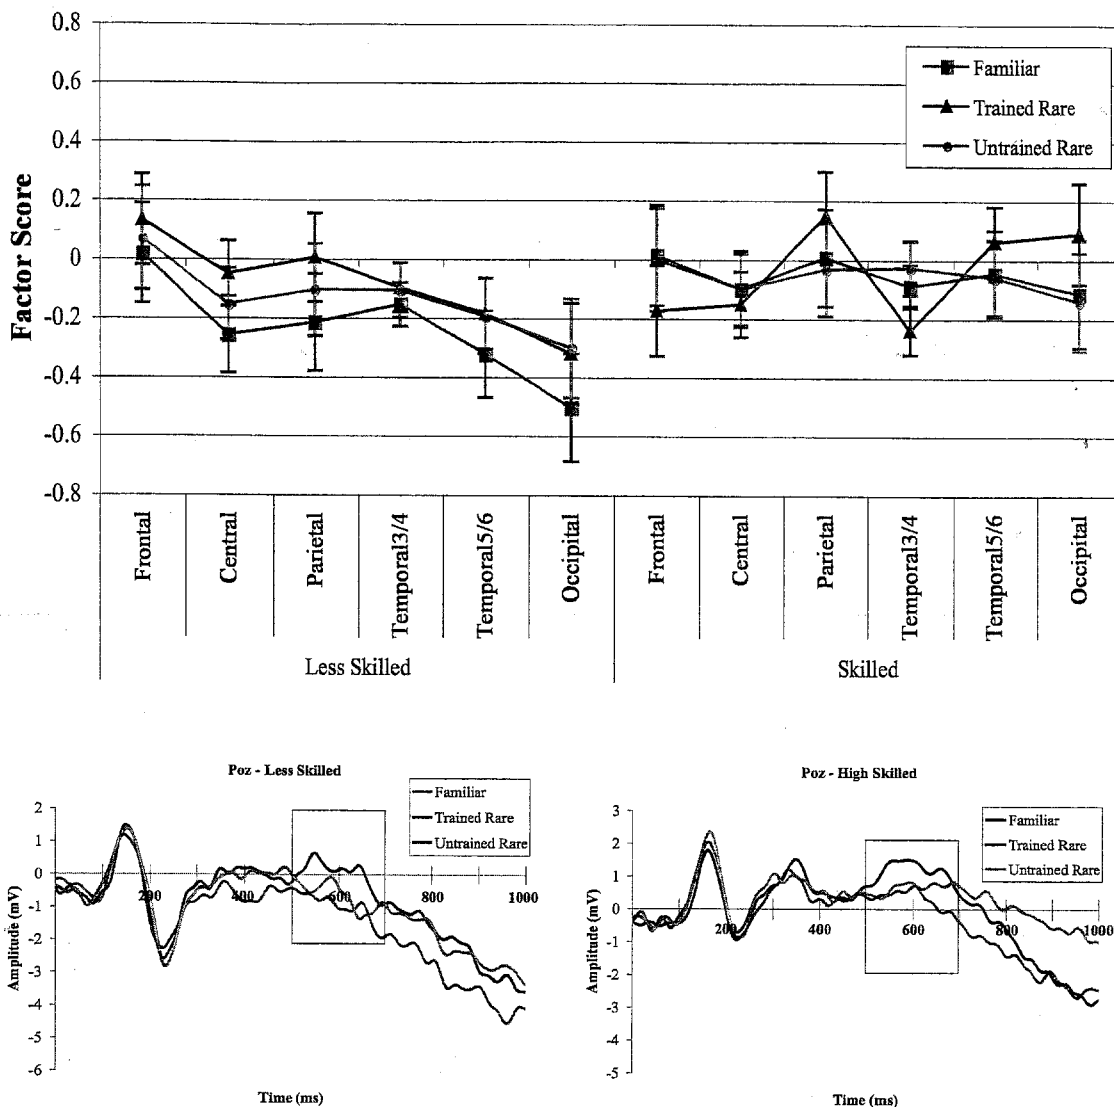 0.8
0.6
0.4
0.2
0
-0.2
-0.4
-0.6
-0.8
Factor Score
Familiar
Trained Rare
Untrained Rare
Frontal
Central
Parietal
Temporal3/4
Temporal5/6
Occipital
Frontal
Central
Parietal
Temporal3/4
Temporal5/6
Occipital
Less Skilled
Skilled
Poz - Less Skilled
Familiar
Trained Rare
Untrained Rare
2
1
0
-1
-2
-3
-4
-5
-6
Amplitude (mV)
200
400
600
800
1000
Time (ms)
Poz - High Skilled
Familiar
Trained Rare
Untrained Rare
3
2
1
0
-1
-2
-3
-4
-5
Amplitude (mV)
200
400
600
800
1000
Time (ms)